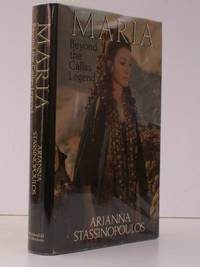 MARIA
Beyond
the
Callas
Legend
ARIANNA
STASSINOPOULOS
MARIA
ARIANNA
STASSINOPOULOS